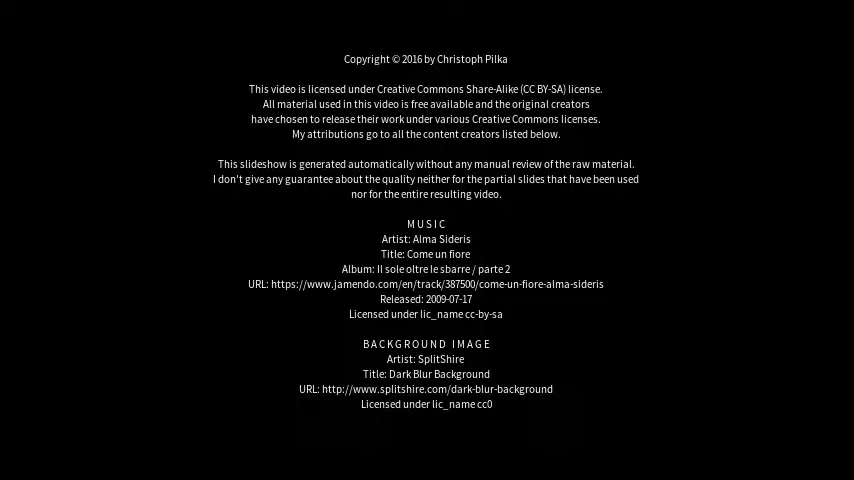 Copyright © 2016 by Christoph Pilka
This video is licensed under Creative Commons Share-Alike (CC BY-SA) license.
All material used in this video is free available and the original creators
have chosen to release their work under various Creative Commons licenses.
My attributions go to all the content creators listed below.
This slideshow is generated automatically without any manual review of the raw material.
I don't give any guarantee about the quality neither for the partial slides that have been used
nor for the entire resulting video.
M U S I C
Artist: Alma Sideris
Title: Come un fiore
Album: Il sole oltre le sbarre / parte 2
URL: https://www.jamendo.com/en/track/387500/come-un-fiore-alma-sideris
Released: 2009-07-17
Licensed under lic_name cc-by-sa
B A C K G R O U N D   I M A G E
Artist: SplitShire
Title: Dark Blur Background
URL: http://www.splitshire.com/dark-blur-background
Licensed under lic_name cc0